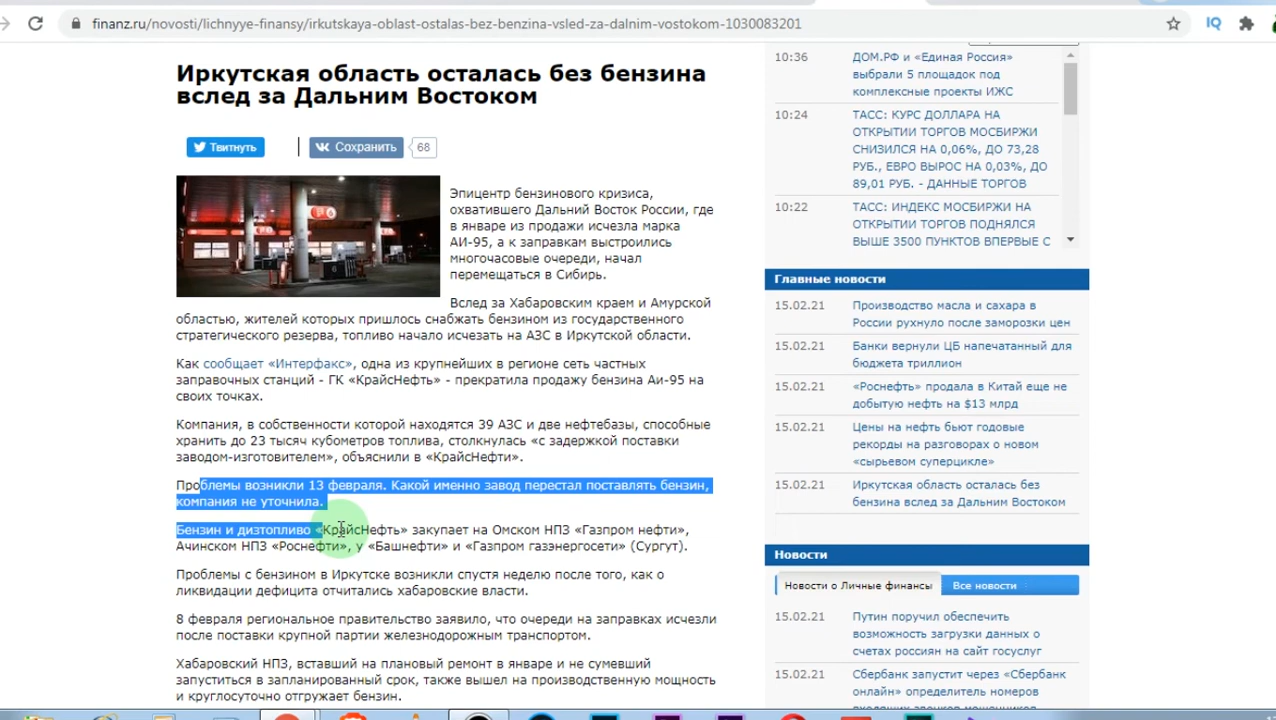 finanz.ru/novosti/lichnyye-finansy/irkutskaya-oblast-ostalas-bez-benzina-vsled-za-dalnim-vostokom-1030083201
Иркутская область осталась без бензина
вслед за Дальним Востоком
Твитнуть
Сохранить
68
Эпицентр бензинового кризиса,
охватившего Дальний Восток России, где
в январе из продажи исчезла марка
АИ-95, а к заправкам выстроились
многочасовые очереди, начал
перемещаться в Сибирь.
Вслед за Хабаровским краем и Амурской
областью, жителей которых пришлось снабжать бензином из государственного
стратегического резерва, топливо начало исчезать на АЗС в Иркутской области.
Как сообщает «Интерфакс», одна из крупнейших в регионе сеть частных
заправочных станций - ГК «КрайсНефть» - прекратила продажу бензина Аи-95 на
своих точках.
Компания, в собственности которой находятся 39 АЗС и две нефтебазы, способные
хранить до 23 тысяч кубометров топлива, столкнулась «с задержкой поставки
заводом-изготовителем», объяснили в «КрайсНефти».
Проблемы возникли 13 февраля. Какой именно завод перестал поставлять бензин,
компания не уточнила.
Бензин и дизтопливо «КрайсНефть» закупает на Омском НПЗ «Газпром нефти»,
Ачинском НПЗ «Роснефти», у «Башнефти» и «Газпром газэнергосети» (Сургут).
Проблемы с бензином в Иркутске возникли спустя неделю после того, как о
ликвидации дефицита отчитались хабаровские власти.
8 февраля региональное правительство заявило, что очереди на заправках исчезли
после поставки крупной партии железнодорожным транспортом.
Хабаровский НПЗ, вставший на плановый ремонт в январе и не сумевший
запуститься в запланированный срок, также вышел на производственную мощность
и круглосуточно отгружает бензин.
10:36
ДОМ.РФ и «Единая Россия»
выбрали 5 площадок под
комплексные проекты ИЖС
10:24
ТАСС: КУРС ДОЛЛАРА НА
ОТКРЫТИИ ТОРГОВ МОСБИРЖИ
СНИЗИЛСЯ НА 0,06%, ДО 73,28
РУБ., ЕВРО ВЫРОС НА 0,03%, ДО
89,01 РУБ. - ДАННЫЕ ТОРГОВ
10:22
ТАСС: ИНДЕКС МОСБИРЖИ НА
ОТКРЫТИИ ТОРГОВ ПОДНЯЛСЯ
ВЫШЕ 3500 ПУНКТОВ ВПЕРВЫЕ С
Главные новости
15.02.21
Производство масла и сахара в
России рухнуло после заморозки цен
15.02.21
Банки вернули ЦБ напечатанный для
бюджета триллион
15.02.21
«Роснефть» продала в Китай еще не
добытую нефть на $13 млрд
15.02.21
Цены на нефть бьют годовые
рекорды на разговорах о новом
«сырьевом суперцикле»
15.02.21
Иркутская область осталась без
бензина вслед за Дальним Востоком
Новости
Новости о Личные финансы
Все новости
15.02.21
Путин поручил обеспечить
возможность загрузки данных о
счетах россиян на сайт госуслуг
15.02.21
Сбербанк запустит через «Сбербанк
онлайн» определитель номеров
входящих звонков мошенников